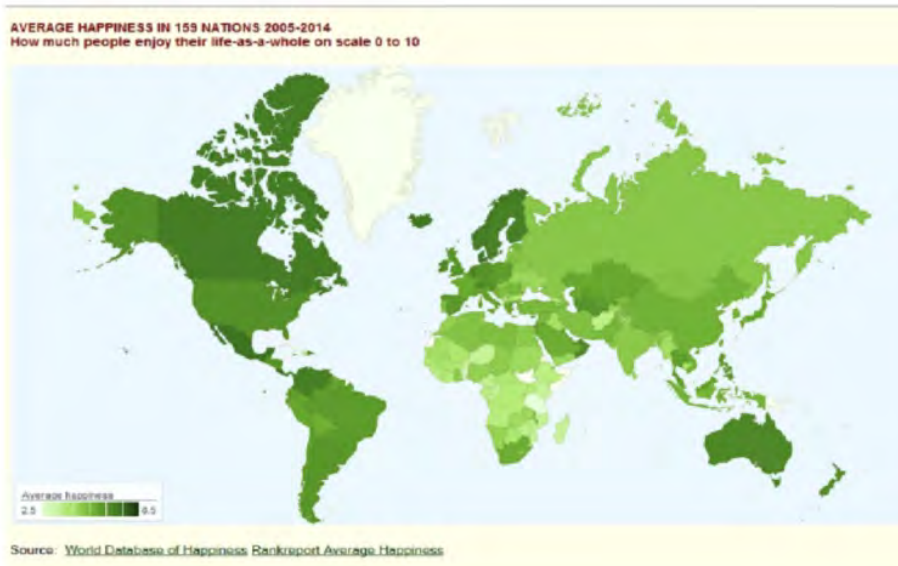 AVERAGE HAPPINESS IN 159 NATIONS 2005-2014
How much people enjoy their life-as-a-whole on scale 0 to 10
Average happiness
2.5 8.5
Source: World Database of Happiness Rankreport Average Happiness